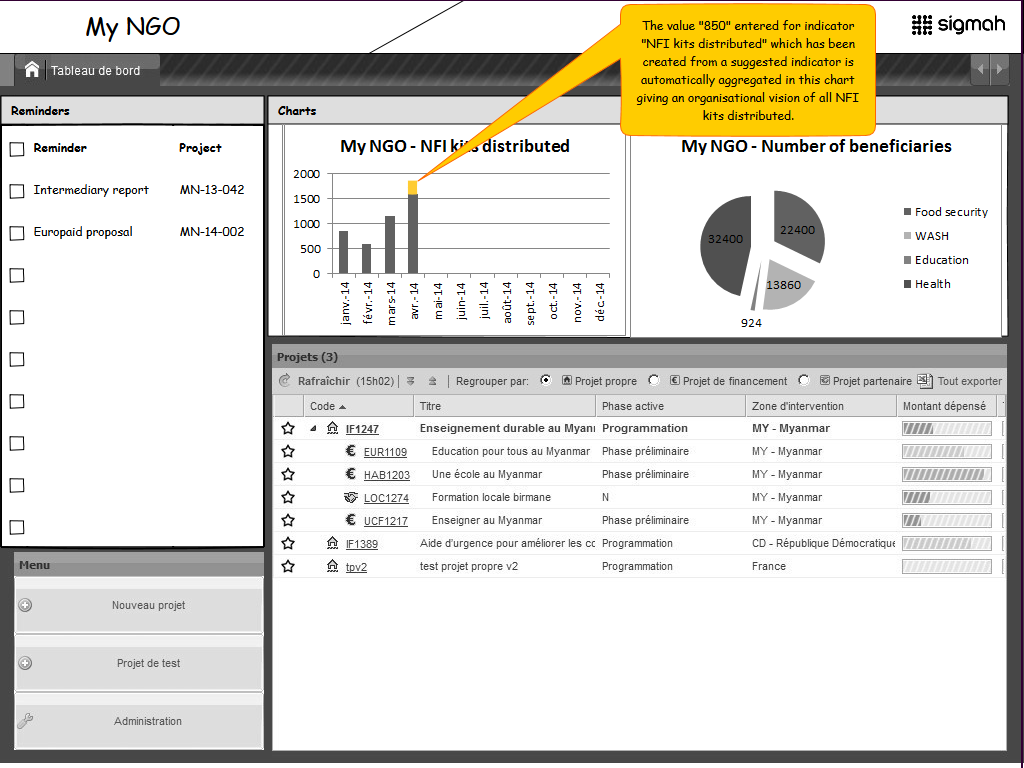 My NGO
sigmah
The value "850" entered for indicator
"NFI kits distributed" which has been
created from a suggested indicator is
automatically aggregated in this chart
giving an organisational vision of all NFI
kits distributed.
Tableau de bord
Reminders
Reminder Project
Intermediary report MN-13-042
Europaid proposal MN-14-002
Charts
My NGO - NFI kits distributed
2000
1500
1000
500
0
janv.-14
févr.-14
mars-14
avr.-14
mai-14
juin-14
juil.-14
août-14
sept.-14
oct.-14
nov.-14
déc.-14
My NGO - Number of beneficiaries
32400
22400
13860
924
Food security
WASH
Education
Health
Projets (3)
Rafraîchir (15h02) Regrouper par: Projet propre Projet de financement Projet partenaire Tout exporter
Code Titre Phase active Zone d'intervention Montant dépensé
IF1247 Enseignement durable au Myan Programmation MY - Myanmar
EUR1109 Education pour tous au Myanmar Phase préliminaire MY - Myanmar
HAB1203 Une école au Myanmar Phase préliminaire MY - Myanmar
LOC1274 Formation locale birmane N MY - Myanmar
UCF1217 Enseigner au Myanmar Phase préliminaire MY - Myanmar
IF1389 Aide d'urgence pour améliorer les cc Programmation CD - République Démocratique
tpv2 test projet propre v2 Programmation France
Menu
Nouveau projet
Projet de test
Administration